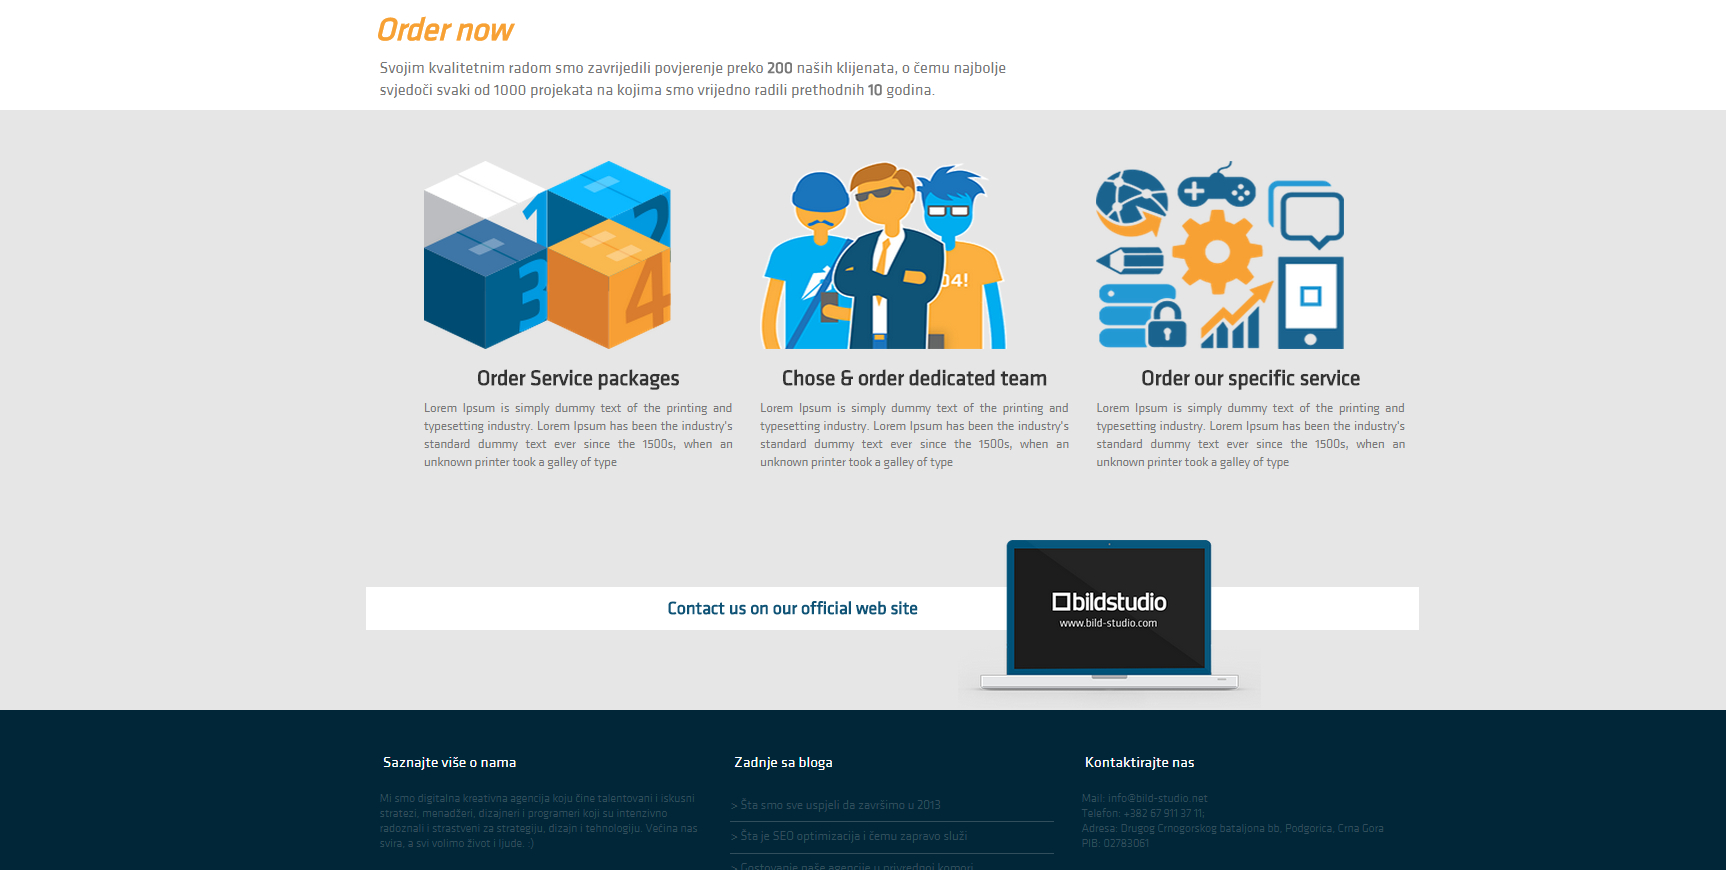 Order now
Svojim kvalitetnim radom smo zavrijedili povjerenje preko 200 naših klijenata, o čemu najbolje
svjedoči svaki od 1000 projekata na kojima smo vrijedno radili prethodnih 10 godina.
1 2
3 4
04!
Order Service packages
Lorem Ipsum is simply dummy text of the printing and
typesetting industry. Lorem Ipsum has been the industry's
standard dummy text ever since the 1500s, when an
unknown printer took a galley of type
Chose & order dedicated team
Lorem Ipsum is simply dummy text of the printing and
typesetting industry. Lorem Ipsum has been the industry's
standard dummy text ever since the 1500s, when an
unknown printer took a galley of type
Order our specific service
Lorem Ipsum is simply dummy text of the printing and
typesetting industry. Lorem Ipsum has been the industry's
standard dummy text ever since the 1500s, when an
unknown printer took a galley of type
Contact us on our official web site
bildstudio
www.bild-studio.com
Saznajte više o nama
Mi smo digitalna kreativna agencija koju čine talentovani i iskusni
stratezi, menadžeri, dizajneri i programeri koji su intenzivno
radoznali i strastveni za strategiju, dizajn i tehnologiju. Većina nas
svira, a svi volimo život i ljude. :)
Zadnje sa bloga
> Šta smo sve uspjeli da završimo u 2013
> Šta je SEO optimizacija i čemu zapravo služi
> Gostovanje naše agencije u privrednoj komori
Kontaktirajte nas
Mail: info@bild-studio.net
Telefon: +382 67 911 37 11;
Adresa: Drugog Crnogorskog bataljona bb, Podgorica, Crna Gora
PIB: 02783061